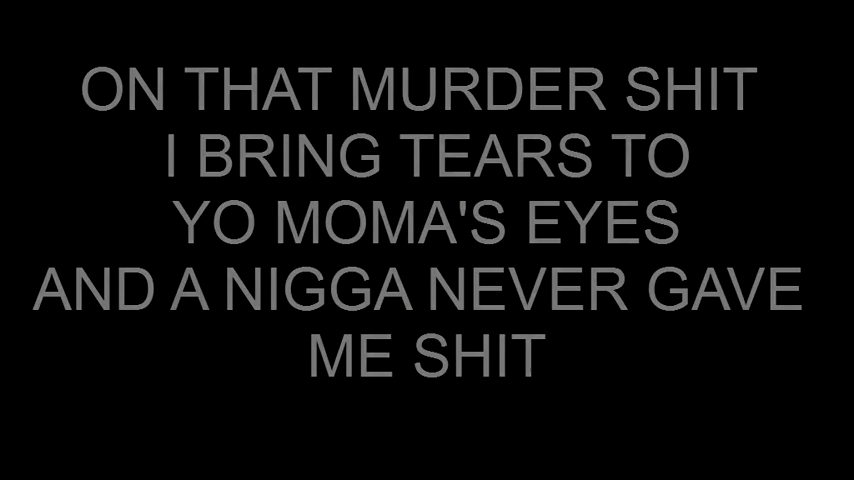 ON THAT MURDER SHIT
I BRING TEARS TO
YO MOMA'S EYES
AND A NIGGA NEVER GAVE
ME SHIT